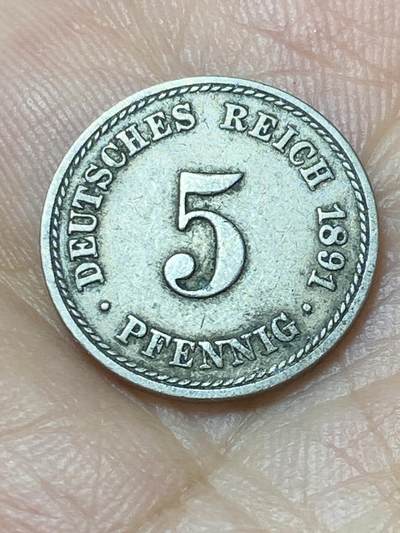 DEUTSCHES REICH 1891
5
· PFENNIG ·